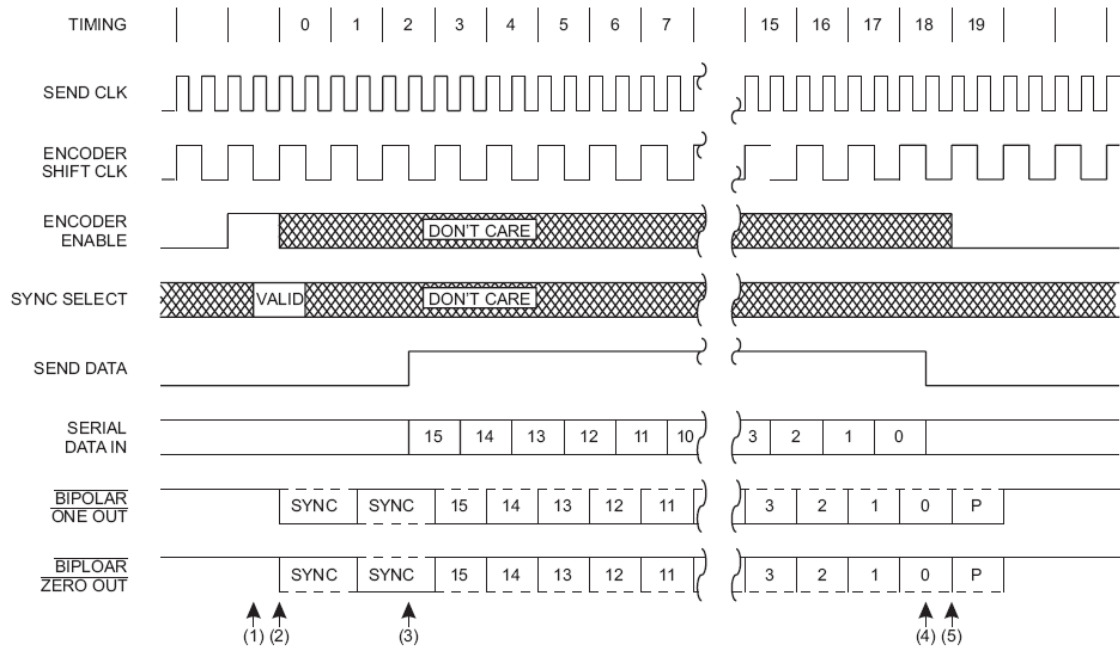 TIMING 0 1 2 3 4 5 6 7 15 16 17 18 19
SEND CLK
ENCODER
SHIFT CLK
ENCODER
ENABLE
DON'T CARE
SYNC SELECT VALID DON'T CARE
SEND DATA
SERIAL
DATA IN
15 14 13 12 11 10 3 2 1 0
BIPOLAR
ONE OUT
SYNC SYNC 15 14 13 12 11 3 2 1 0 P
BIPLOAR
ZERO OUT
SYNC SYNC 15 14 13 12 11 3 2 1 0 P
(1) (2) (3) (4) (5)